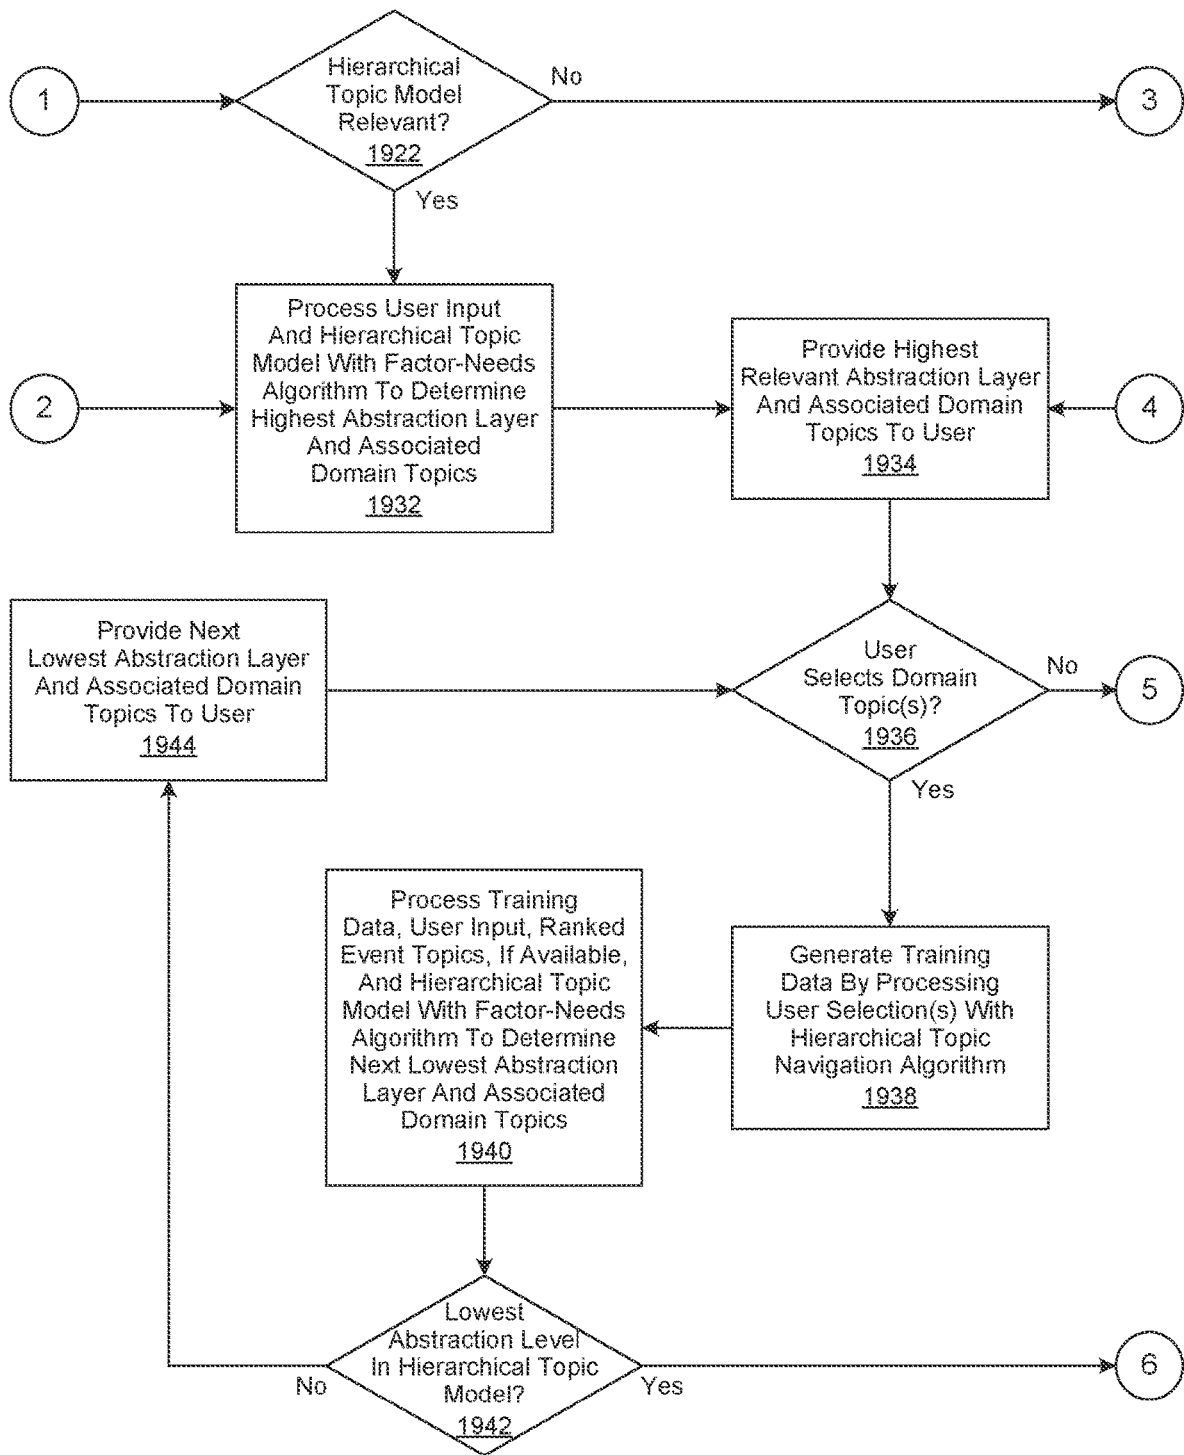 Hierarchical
Topic Model
Relevant?
1922
No
1
3
Yes
Process User Input
And Hierarchical Topic
Model With Factor-Needs
Algorithm To Determine
Highest Abstraction Layer
And Associated
Domain Topics
1932
2
Provide Highest
Relevant Abstraction Layer
And Associated Domain
Topics To User
1934
4
Provide Next
Lowest Abstraction Layer
And Associated Domain
Topics To User
1944
User
Selects Domain
Topic(s)?
1936
No
5
Yes
Process Training
Data, User Input, Ranked
Event Topics, If Available,
And Hierarchical Topic
Model With Factor-Needs
Algorithm To Determine
Next Lowest Abstraction
Layer And Associated
Domain Topics
1940
Generate Training
Data By Processing
User Selection(s) With
Hierarchical Topic
Navigation Algorithm
1938
Lowest
Abstraction Level
In Hierarchical Topic
Model?
1942
No
Yes
6